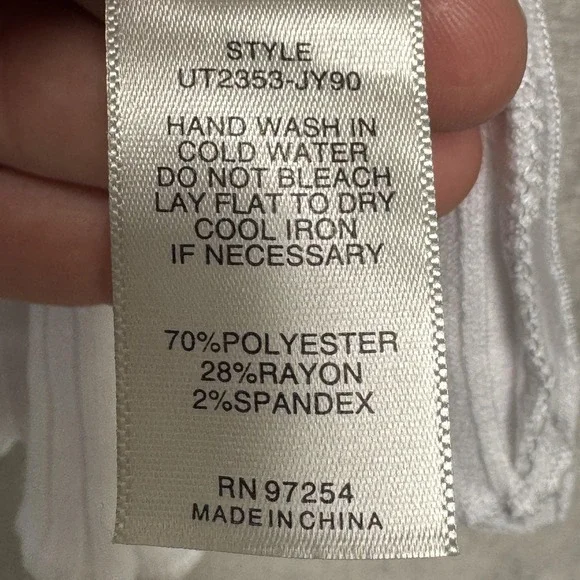 STYLE
UT2353-JY90
HAND WASH IN
COLD WATER
DO NOT BLEACH
LAY FLAT TO DRY
COOL IRON
IF NECESSARY
70%POLYESTER
28%RAYON
2%SPANDEX
RN 97254
MADE IN CHINA